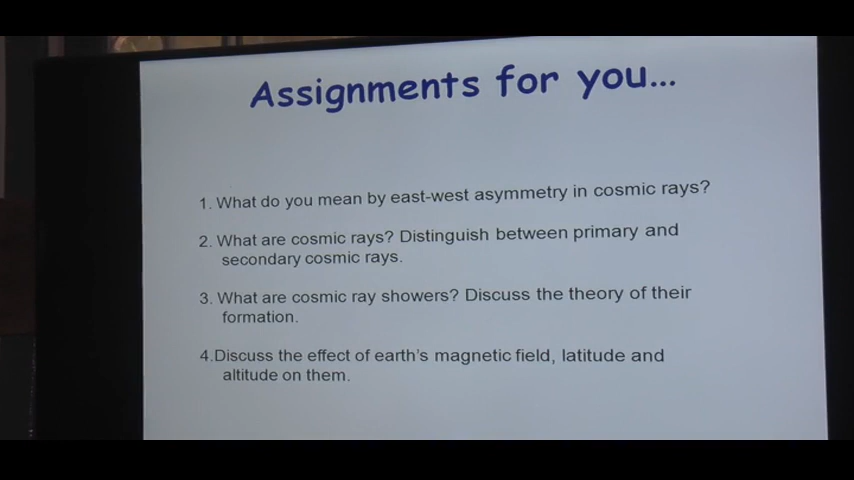 Assignments for you...
1. What do you mean by east-west asymmetry in cosmic rays?
2. What are cosmic rays? Distinguish between primary and
secondary cosmic rays.
3. What are cosmic ray showers? Discuss the theory of their
formation.
4.Discuss the effect of earth's magnetic field, latitude and
altitude on them.